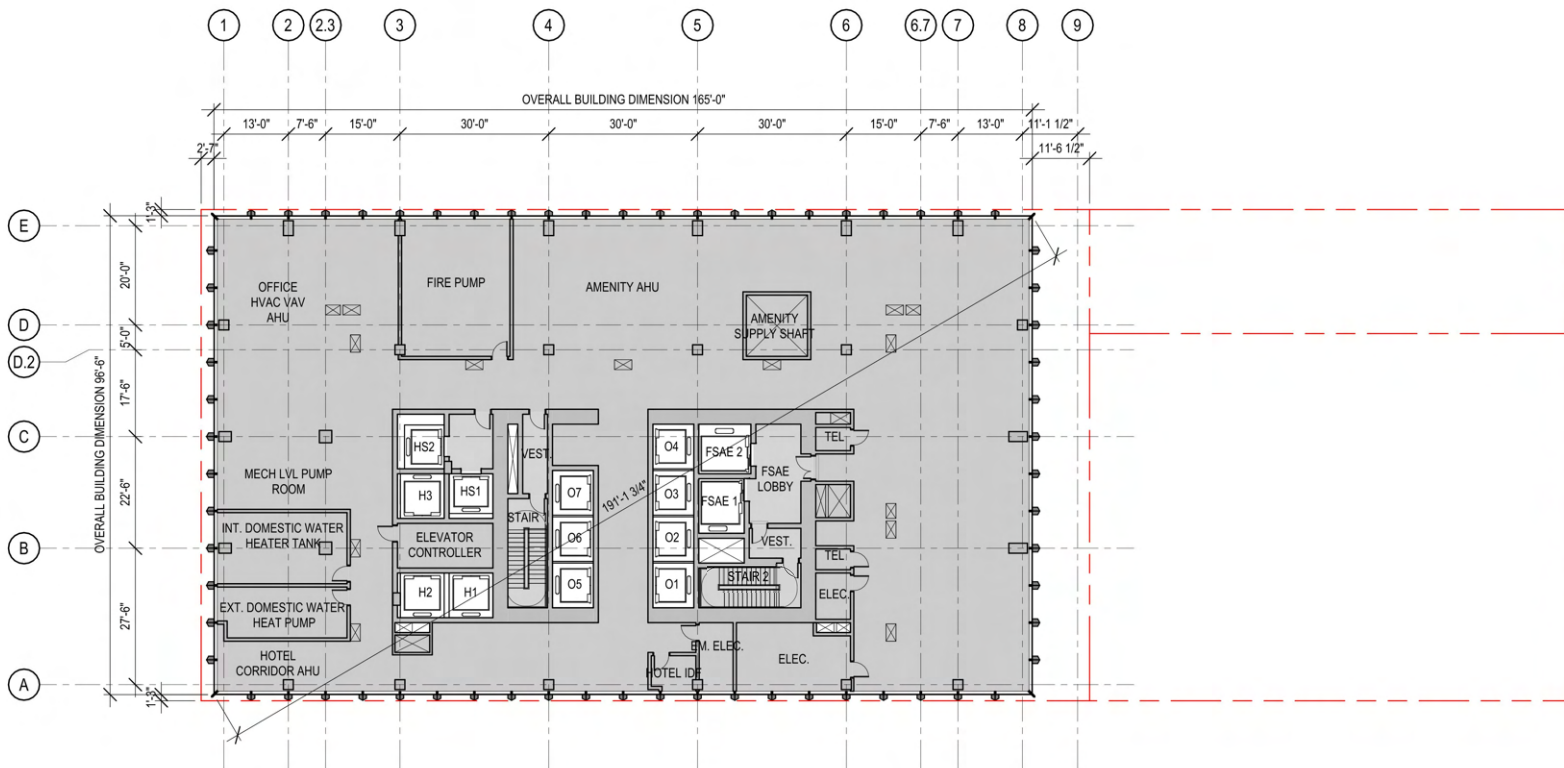 1 2 2.3 3 4 5 6 6.7 7 8 9
OVERALL BUILDING DIMENSION 165'-0"
13'-0" 7'-6" 15'-0" 30'-0" 30'-0" 30'-0" 15'-0" 7'-6" 13'-0" 11'-1 1/2"
2'-7" 11'-6 1/2"
1'-3"
E
20'-0"
OFFICE
HVAC VAV
AHU
FIRE PUMP
AMENITY AHU
AMENITY
SUPPLY SHAFT
D
5'-0"
D.2
OVERALL BUILDING DIMENSION 96'-6"
17'-6"
C
HS2
VEST.
O4
FSAE 2
TEL
MECH LVL PUMP
ROOM
FSAE
LOBBY
22'-6"
H3
HS1
O7
O3
FSAE 1
191'-1 3/4"
STAIR 1
INT. DOMESTIC WATER
HEATER TANK
ELEVATOR
CONTROLLER
O6
O2
VEST.
B
TEL
STAIR 2
H2
H1
O5
O1
ELEC.
EXT. DOMESTIC WATER
HEAT PUMP
27'-6"
HOTEL
CORRIDOR AHU
EM. ELEC.
ELEC.
HOTEL IDF
A
1'-3"